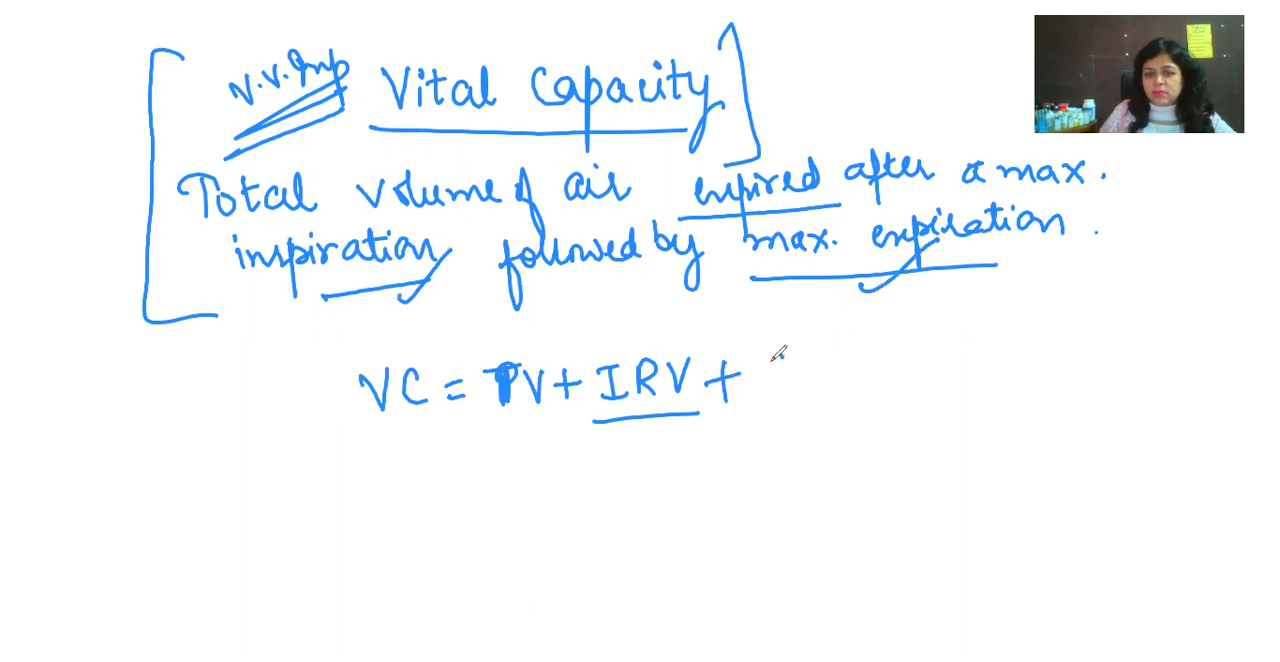 V.V. Imp Vital Capacity
Total volume of air expired after a max.
inspiration followed by max. expiration.
VC = TV + IRV +